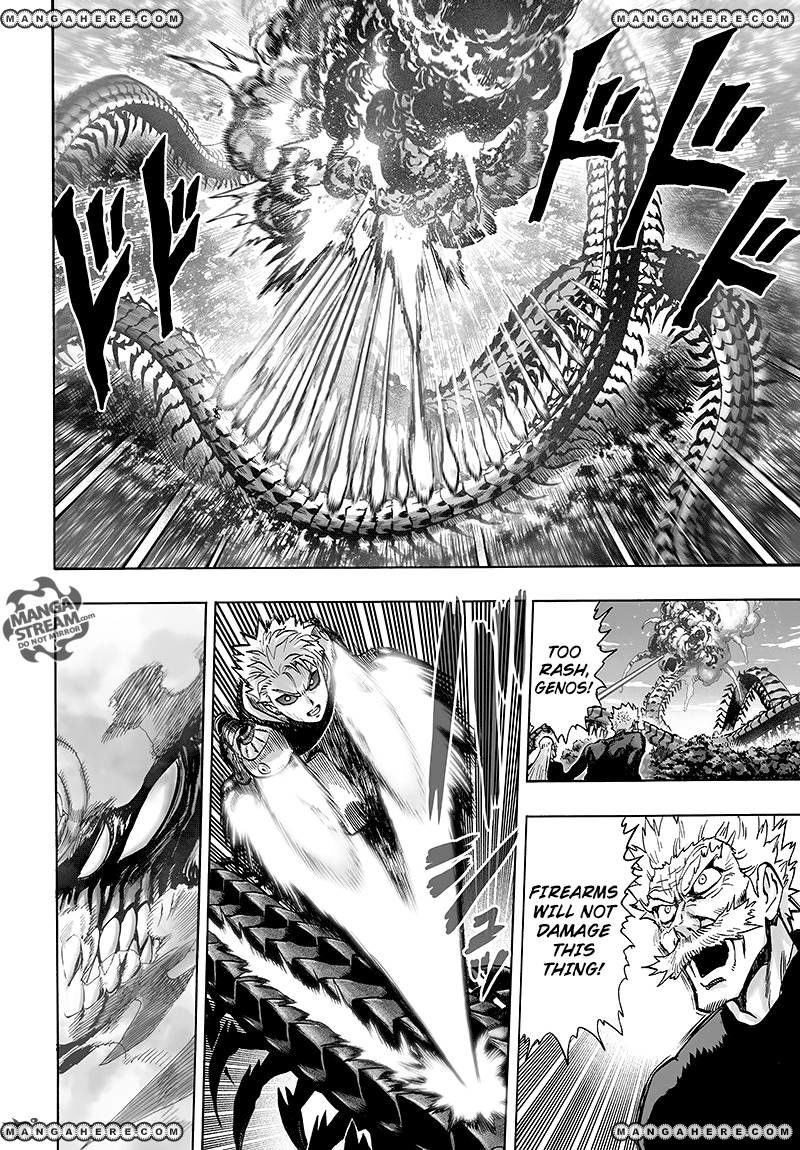 MANGAHERE.COM
MANGAHERE.COM
ドドド
ドド
TOO
RASH,
GENOS!
FIREARMS
WILL NOT
DAMAGE
THIS
THING!
MANGA
STREAM.com
DO NOT MIRROR
MANGAHERE.COM
MANGAHERE.COM